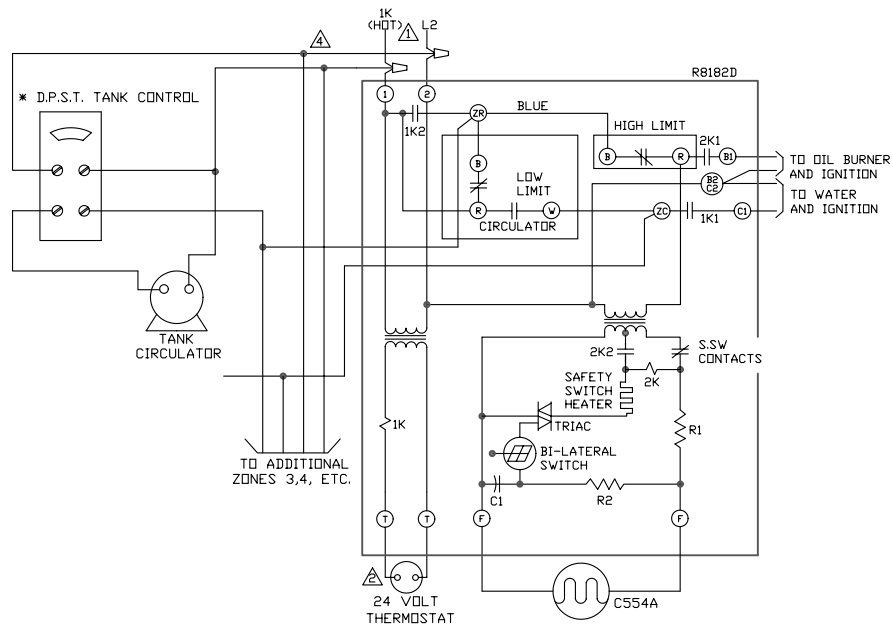 1K
(HOT)
1
L2
4
R8182D
* D.P.S.T. TANK CONTROL
1
2
ZR
BLUE
1K2
HIGH LIMIT
B
R
2K1
B1
TO OIL BURNER
AND IGNITION
B
LOW
LIMIT
B2
C2
TO WATER
AND IGNITION
R
W
CIRCULATOR
ZC
1K1
C1
TANK
CIRCULATOR
2K2
S.SW
CONTACTS
SAFETY
SWITCH
HEATER
2K
TRIAC
1K
R1
BI-LATERAL
SWITCH
TO ADDITIONAL
ZONES 3,4, ETC.
C1
R2
T
T
F
F
2
24 VOLT
THERMOSTAT
C554A